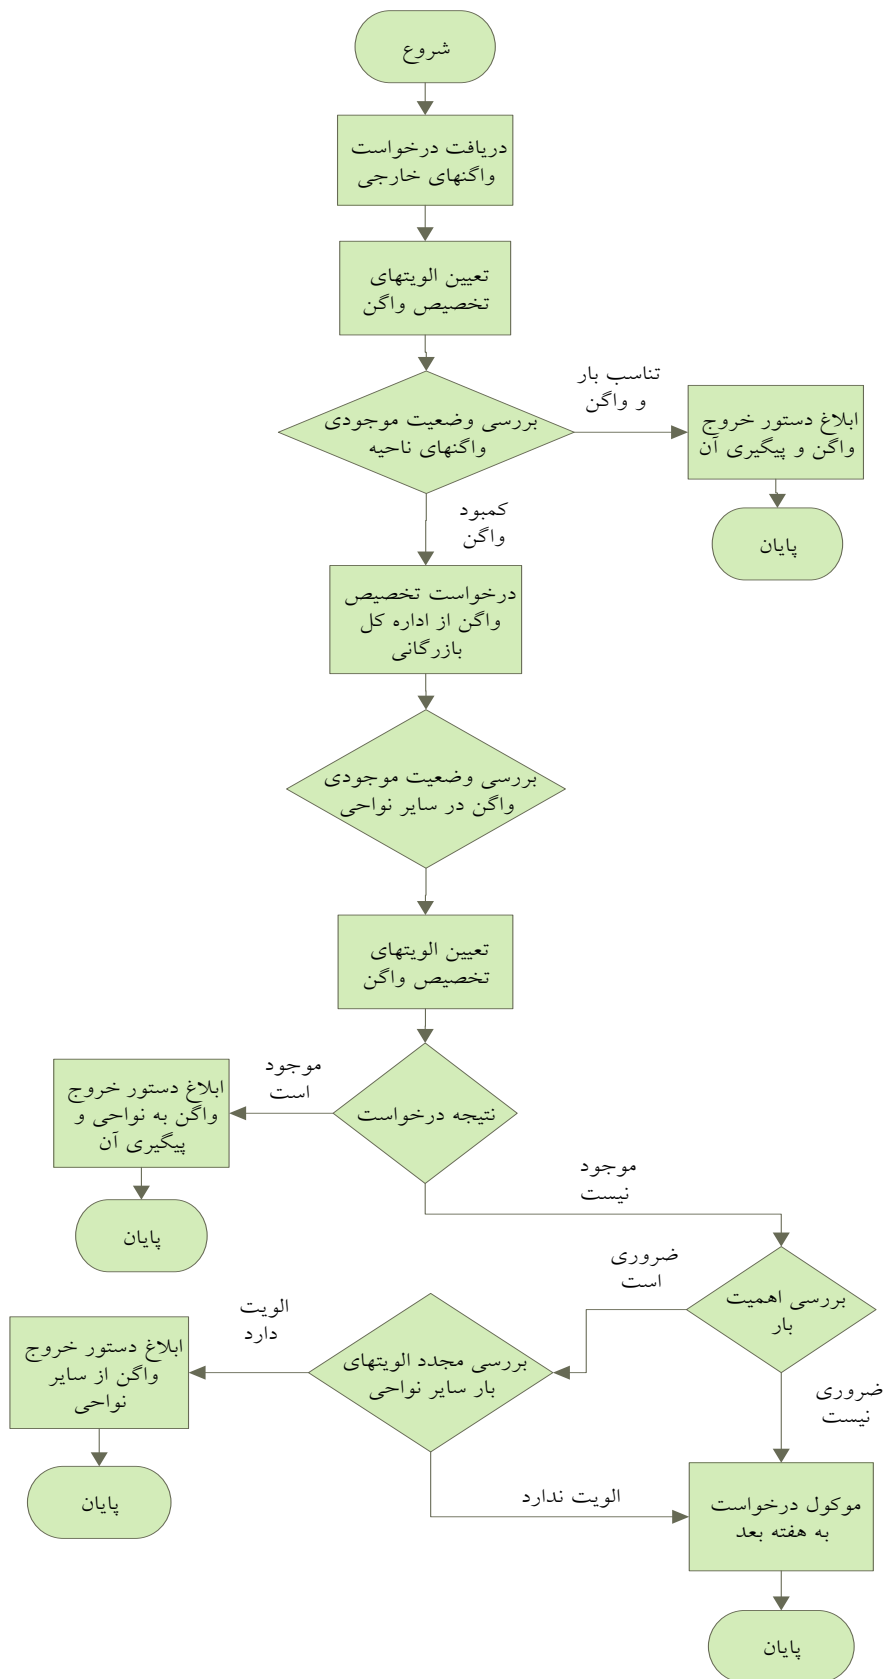 شروع
دریافت درخواست
واگنهای خارجی
تعیین الویتهای
تخصیص واگن
بررسی وضعیت موجودی
واگنهای ناحیه
تناسب بار
و واگن
ابلاغ دستور خروج
واگن و پیگیری آن
پایان
کمبود
واگن
درخواست تخصیص
واگن از اداره کل
بازرگانی
بررسی وضعیت موجودی
واگن در سایر نواحی
تعیین الویتهای
تخصیص واگن
نتیجه درخواست
موجود
است
ابلاغ دستور خروج
واگن به نواحی و
پیگیری آن
پایان
موجود
نیست
بررسی اهمیت
بار
ضروری
است
بررسی مجدد الویتهای
بار سایر نواحی
الویت
دارد
ابلاغ دستور خروج
واگن از سایر
نواحی
پایان
ضروری
نیست
الویت ندارد
موکول درخواست
به هفته بعد
پایان